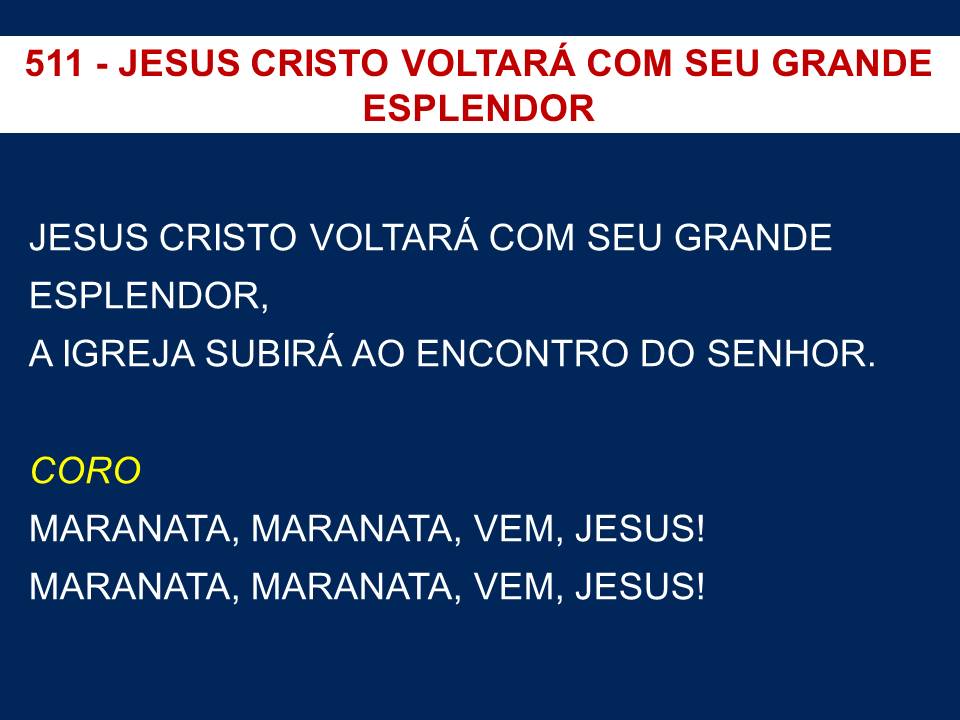 511 - JESUS CRISTO VOLTARÁ COM SEU GRANDE
ESPLENDOR
JESUS CRISTO VOLTARÁ COM SEU GRANDE
ESPLENDOR,
A IGREJA SUBIRÁ AO ENCONTRO DO SENHOR.
CORO
MARANATA, MARANATA, VEM, JESUS!
MARANATA, MARANATA, VEM, JESUS!